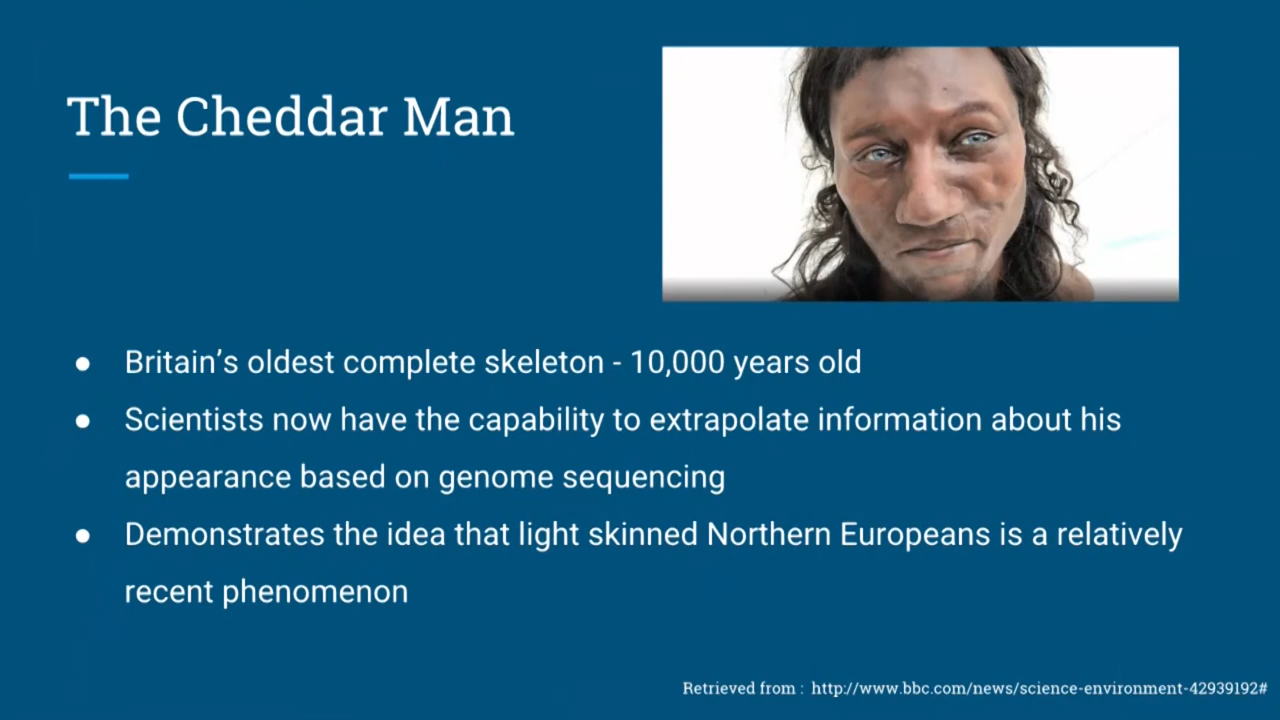 The Cheddar Man
● Britain's oldest complete skeleton - 10,000 years old
● Scientists now have the capability to extrapolate information about his
appearance based on genome sequencing
● Demonstrates the idea that light skinned Northern Europeans is a relatively
recent phenomenon
Retrieved from : http://www.bbc.com/news/science-environment-42939192#